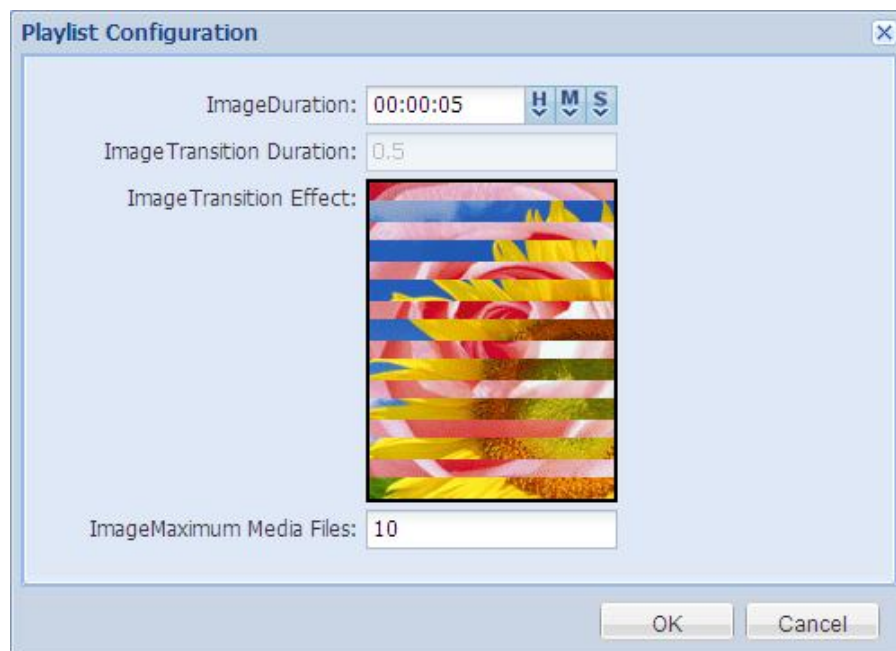 Playlist Configuration
ImageDuration: 00:00:05 H M S
ImageTransition Duration: 0.5
ImageTransition Effect:
ImageMaximum Media Files: 10
OK Cancel